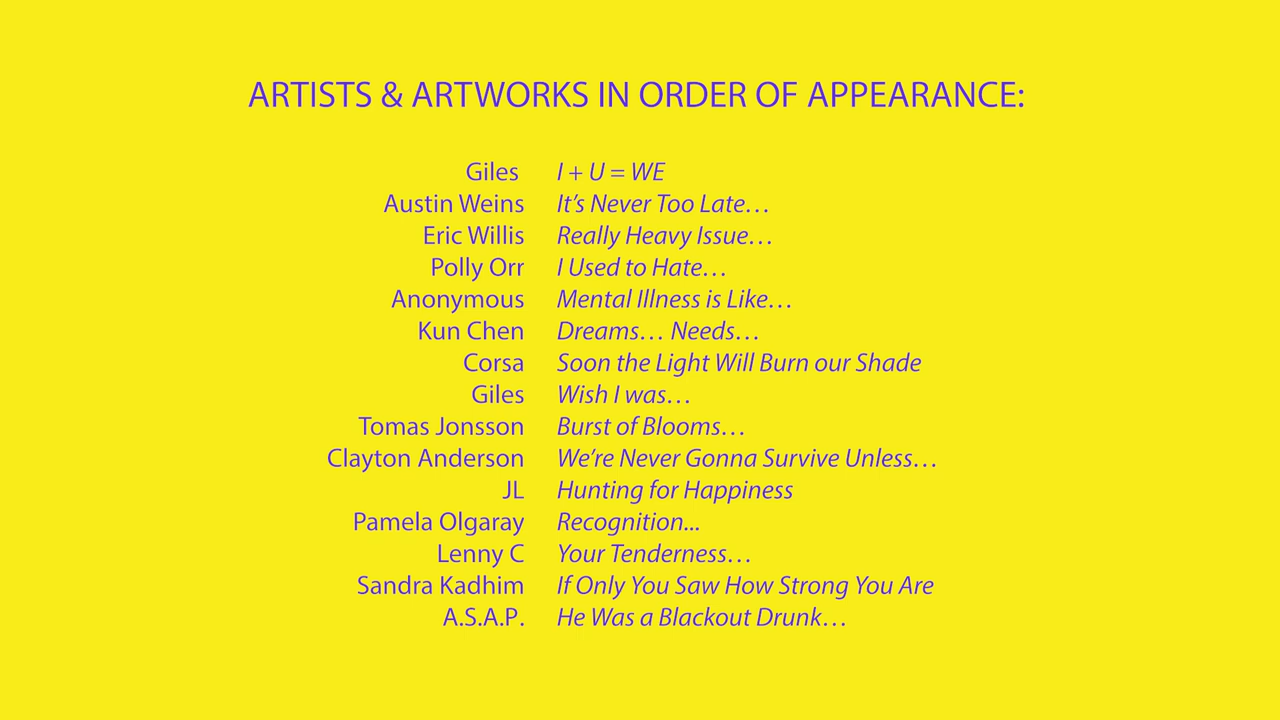 ARTISTS & ARTWORKS IN ORDER OF APPEARANCE:
Giles I + U = WE
Austin Weins It’s Never Too Late…
Eric Willis Really Heavy Issue…
Polly Orr I Used to Hate…
Anonymous Mental Illness is Like…
Kun Chen Dreams… Needs…
Corsa Soon the Light Will Burn our Shade
Giles Wish I was…
Tomas Jonsson Burst of Blooms…
Clayton Anderson We’re Never Gonna Survive Unless…
JL Hunting for Happiness
Pamela Olgaray Recognition...
Lenny C Your Tenderness…
Sandra Kadhim If Only You Saw How Strong You Are
A.S.A.P. He Was a Blackout Drunk…